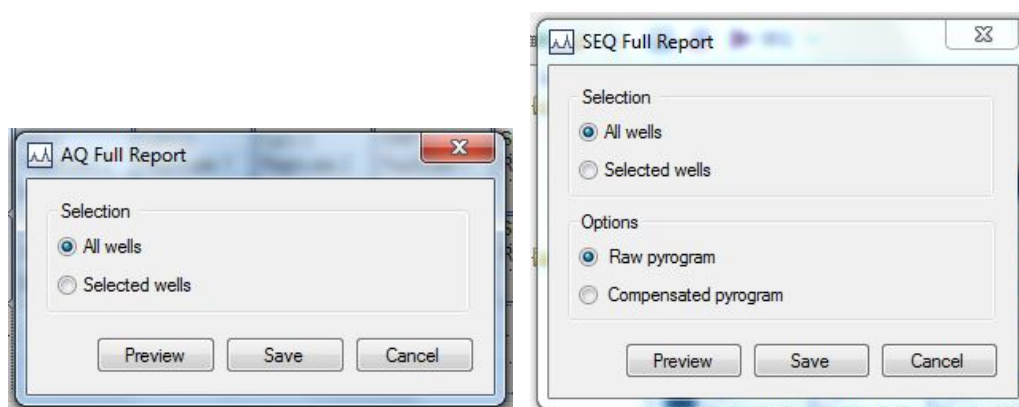 AQ Full Report
Selection
All wells
Selected wells
Preview Save Cancel
SEQ Full Report
Selection
All wells
Selected wells
Options
Raw pyrogram
Compensated pyrogram
Preview Save Cancel